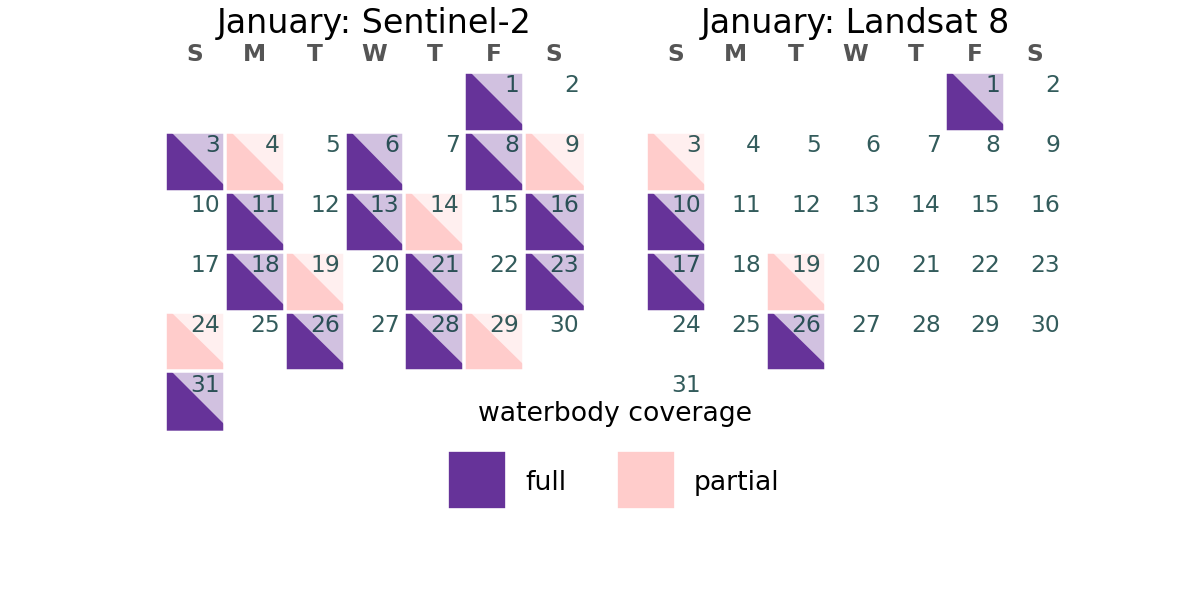 January: Sentinel-2
S M T W T F S
1 2
3 4 5 6 7 8 9
10 11 12 13 14 15 16
17 18 19 20 21 22 23
24 25 26 27 28 29 30
31
January: Landsat 8
S M T W T F S
1 2
3 4 5 6 7 8 9
10 11 12 13 14 15 16
17 18 19 20 21 22 23
24 25 26 27 28 29 30
31
waterbody coverage
full partial